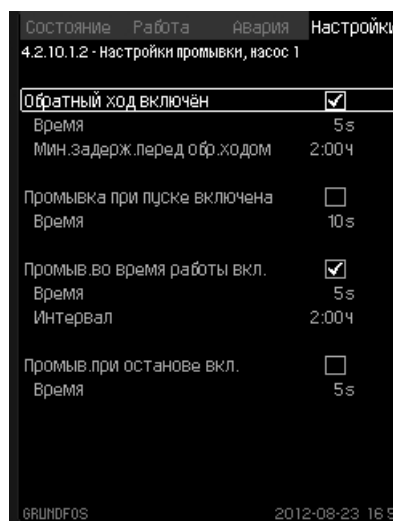 Состояние Работа Авария Настройки
4.2.10.1.2 - Настройки промывки, насос 1
Обратный ход включён
Время 5s
Мин.задерж.перед обр.ходом 2:00ч
Промывка при пуске включена
Время 10s
Промыв.во время работы вкл.
Время 5s
Интервал 2:00ч
Промыв.при останове вкл.
Время 5s
GRUNDFOS 2012-08-23 16